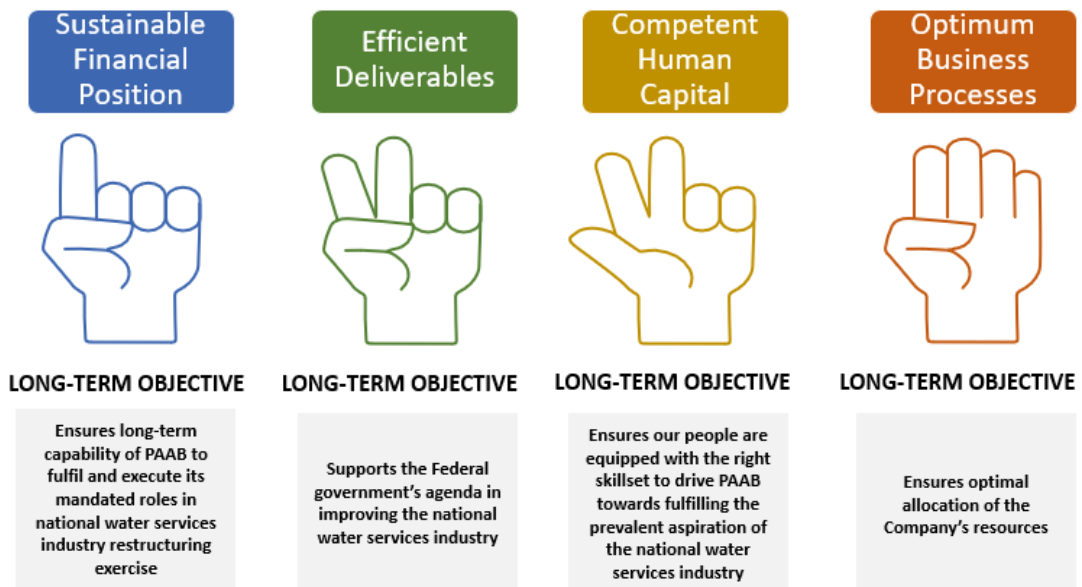 Sustainable
Financial
Position
Efficient
Deliverables
Competent
Human
Capital
Optimum
Business
Processes
LONG-TERM OBJECTIVE
LONG-TERM OBJECTIVE
LONG-TERM OBJECTIVE
LONG-TERM OBJECTIVE
Ensures long-term
capability of PAAB to
fulfil and execute its
mandated roles in
national water services
industry restructuring
exercise
Supports the Federal
government’s agenda in
improving the national
water services industry
Ensures our people are
equipped with the right
skillset to drive PAAB
towards fulfilling the
prevalent aspiration of
the national water
services industry
Ensures optimal
allocation of the
Company’s resources